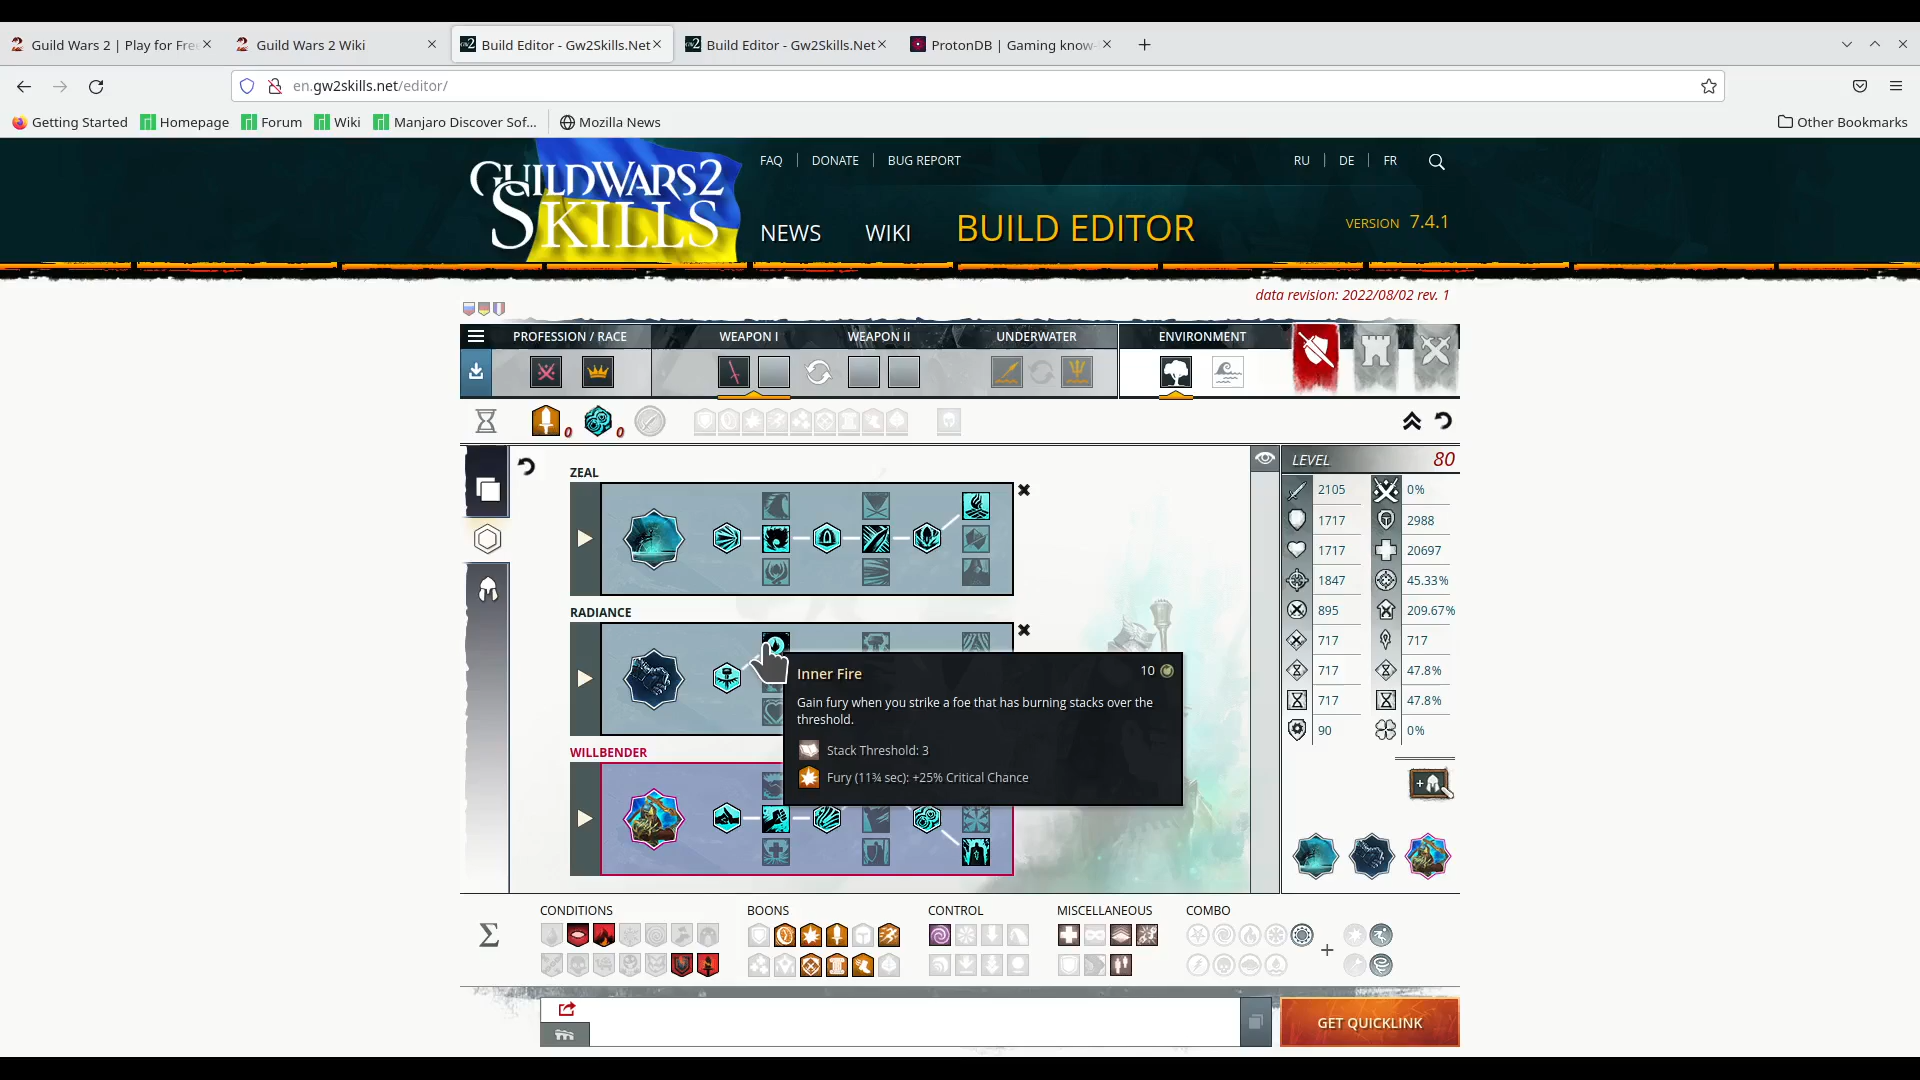 Guild Wars 2 | Play for Fre
Guild Wars 2 Wiki
Build Editor - Gw2Skills.Net
Build Editor - Gw2Skills.Net
ProtonDB | Gaming know-
en.gw2skills.net/editor/
Getting Started
Homepage
Forum
Wiki
Manjaro Discover Sof...
Mozilla News
Other Bookmarks
GUILDWARS2
SKILLS
FAQ
DONATE
BUG REPORT
RU
DE
FR
NEWS
WIKI
BUILD EDITOR
VERSION 7.4.1
data revision: 2022/08/02 rev. 1
PROFESSION / RACE
WEAPON I
WEAPON II
UNDERWATER
ENVIRONMENT
0
0
LEVEL 80
ZEAL
RADIANCE
WILLBENDER
Inner Fire
10
Gain fury when you strike a foe that has burning stacks over the
threshold.
Stack Threshold: 3
Fury (11¾ sec): +25% Critical Chance
2105 0%
1717 2988
1717 20697
1847 45.33%
895 209.67%
717 717
717 47.8%
717 47.8%
90 0%
CONDITIONS
BOONS
CONTROL
MISCELLANEOUS
COMBO
Σ
+
GET QUICKLINK